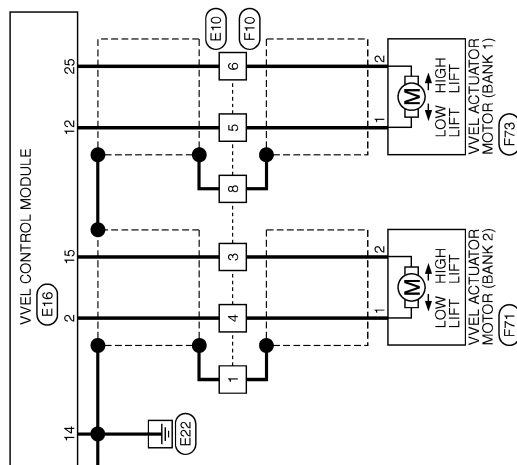 E10
F10
VVEL CONTROL MODULE
E16
25
6
2
12
5
1
8
HIGH LIFT
M
LOW LIFT
VVEL ACTUATOR
MOTOR (BANK 1)
F73
15
3
2
2
4
1
1
HIGH LIFT
M
LOW LIFT
VVEL ACTUATOR
MOTOR (BANK 2)
F71
14
E22